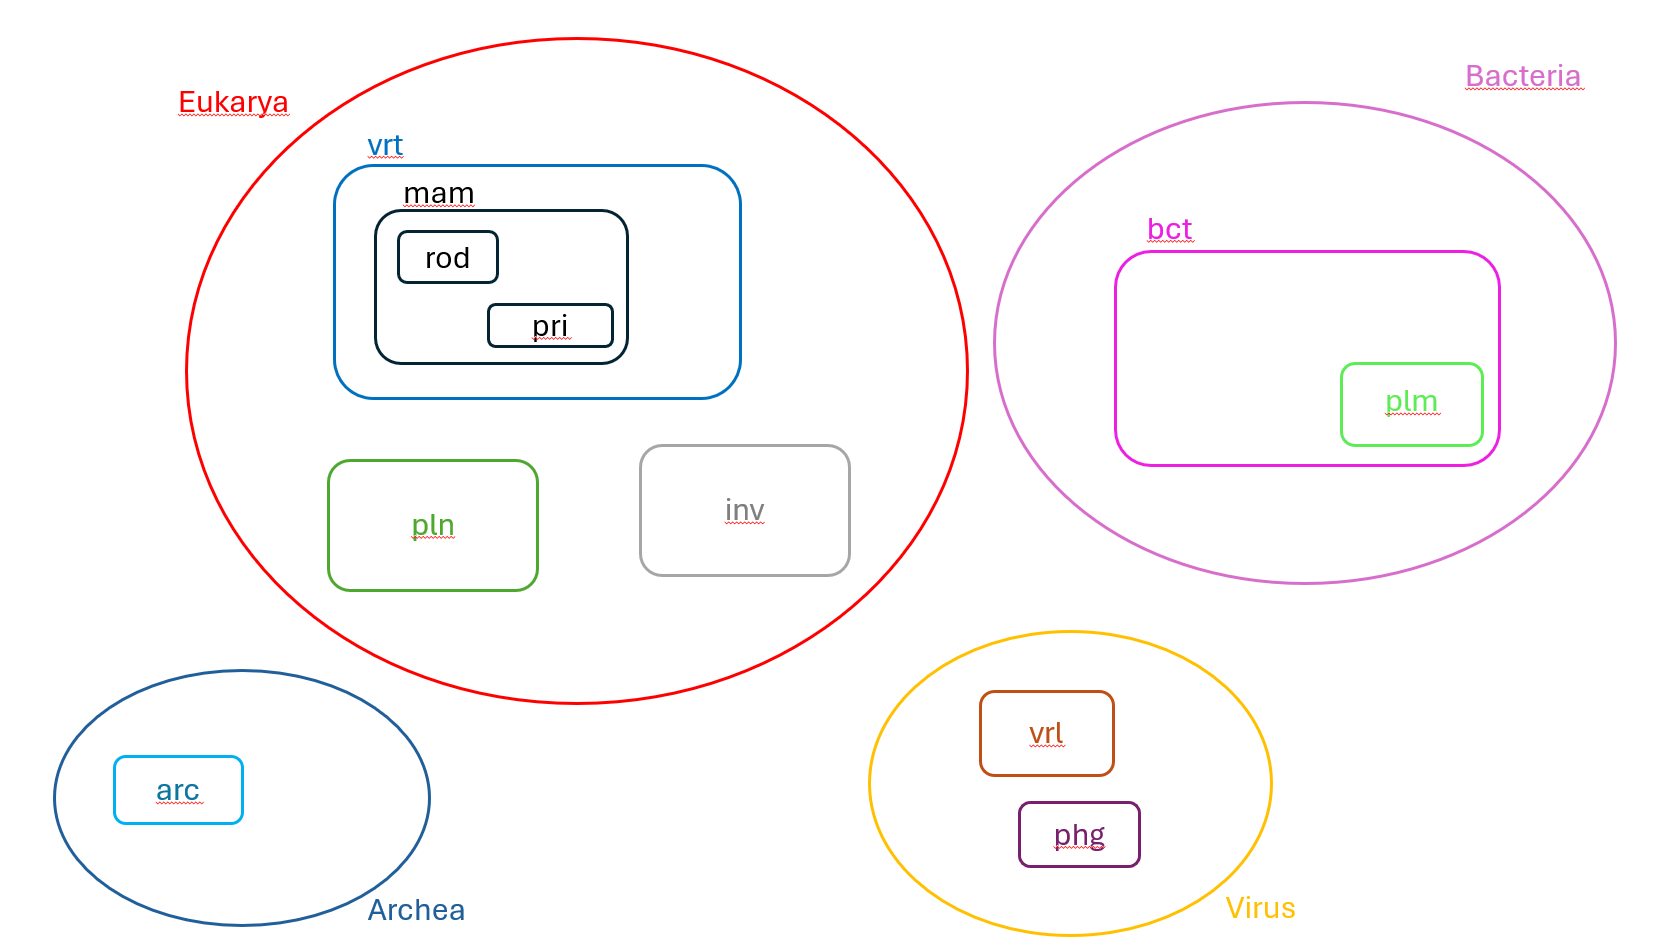 Eukarya
vrt
mam
rod
pri
pln
inv
Bacteria
bct
plm
arc
Archea
vrl
phg
Virus